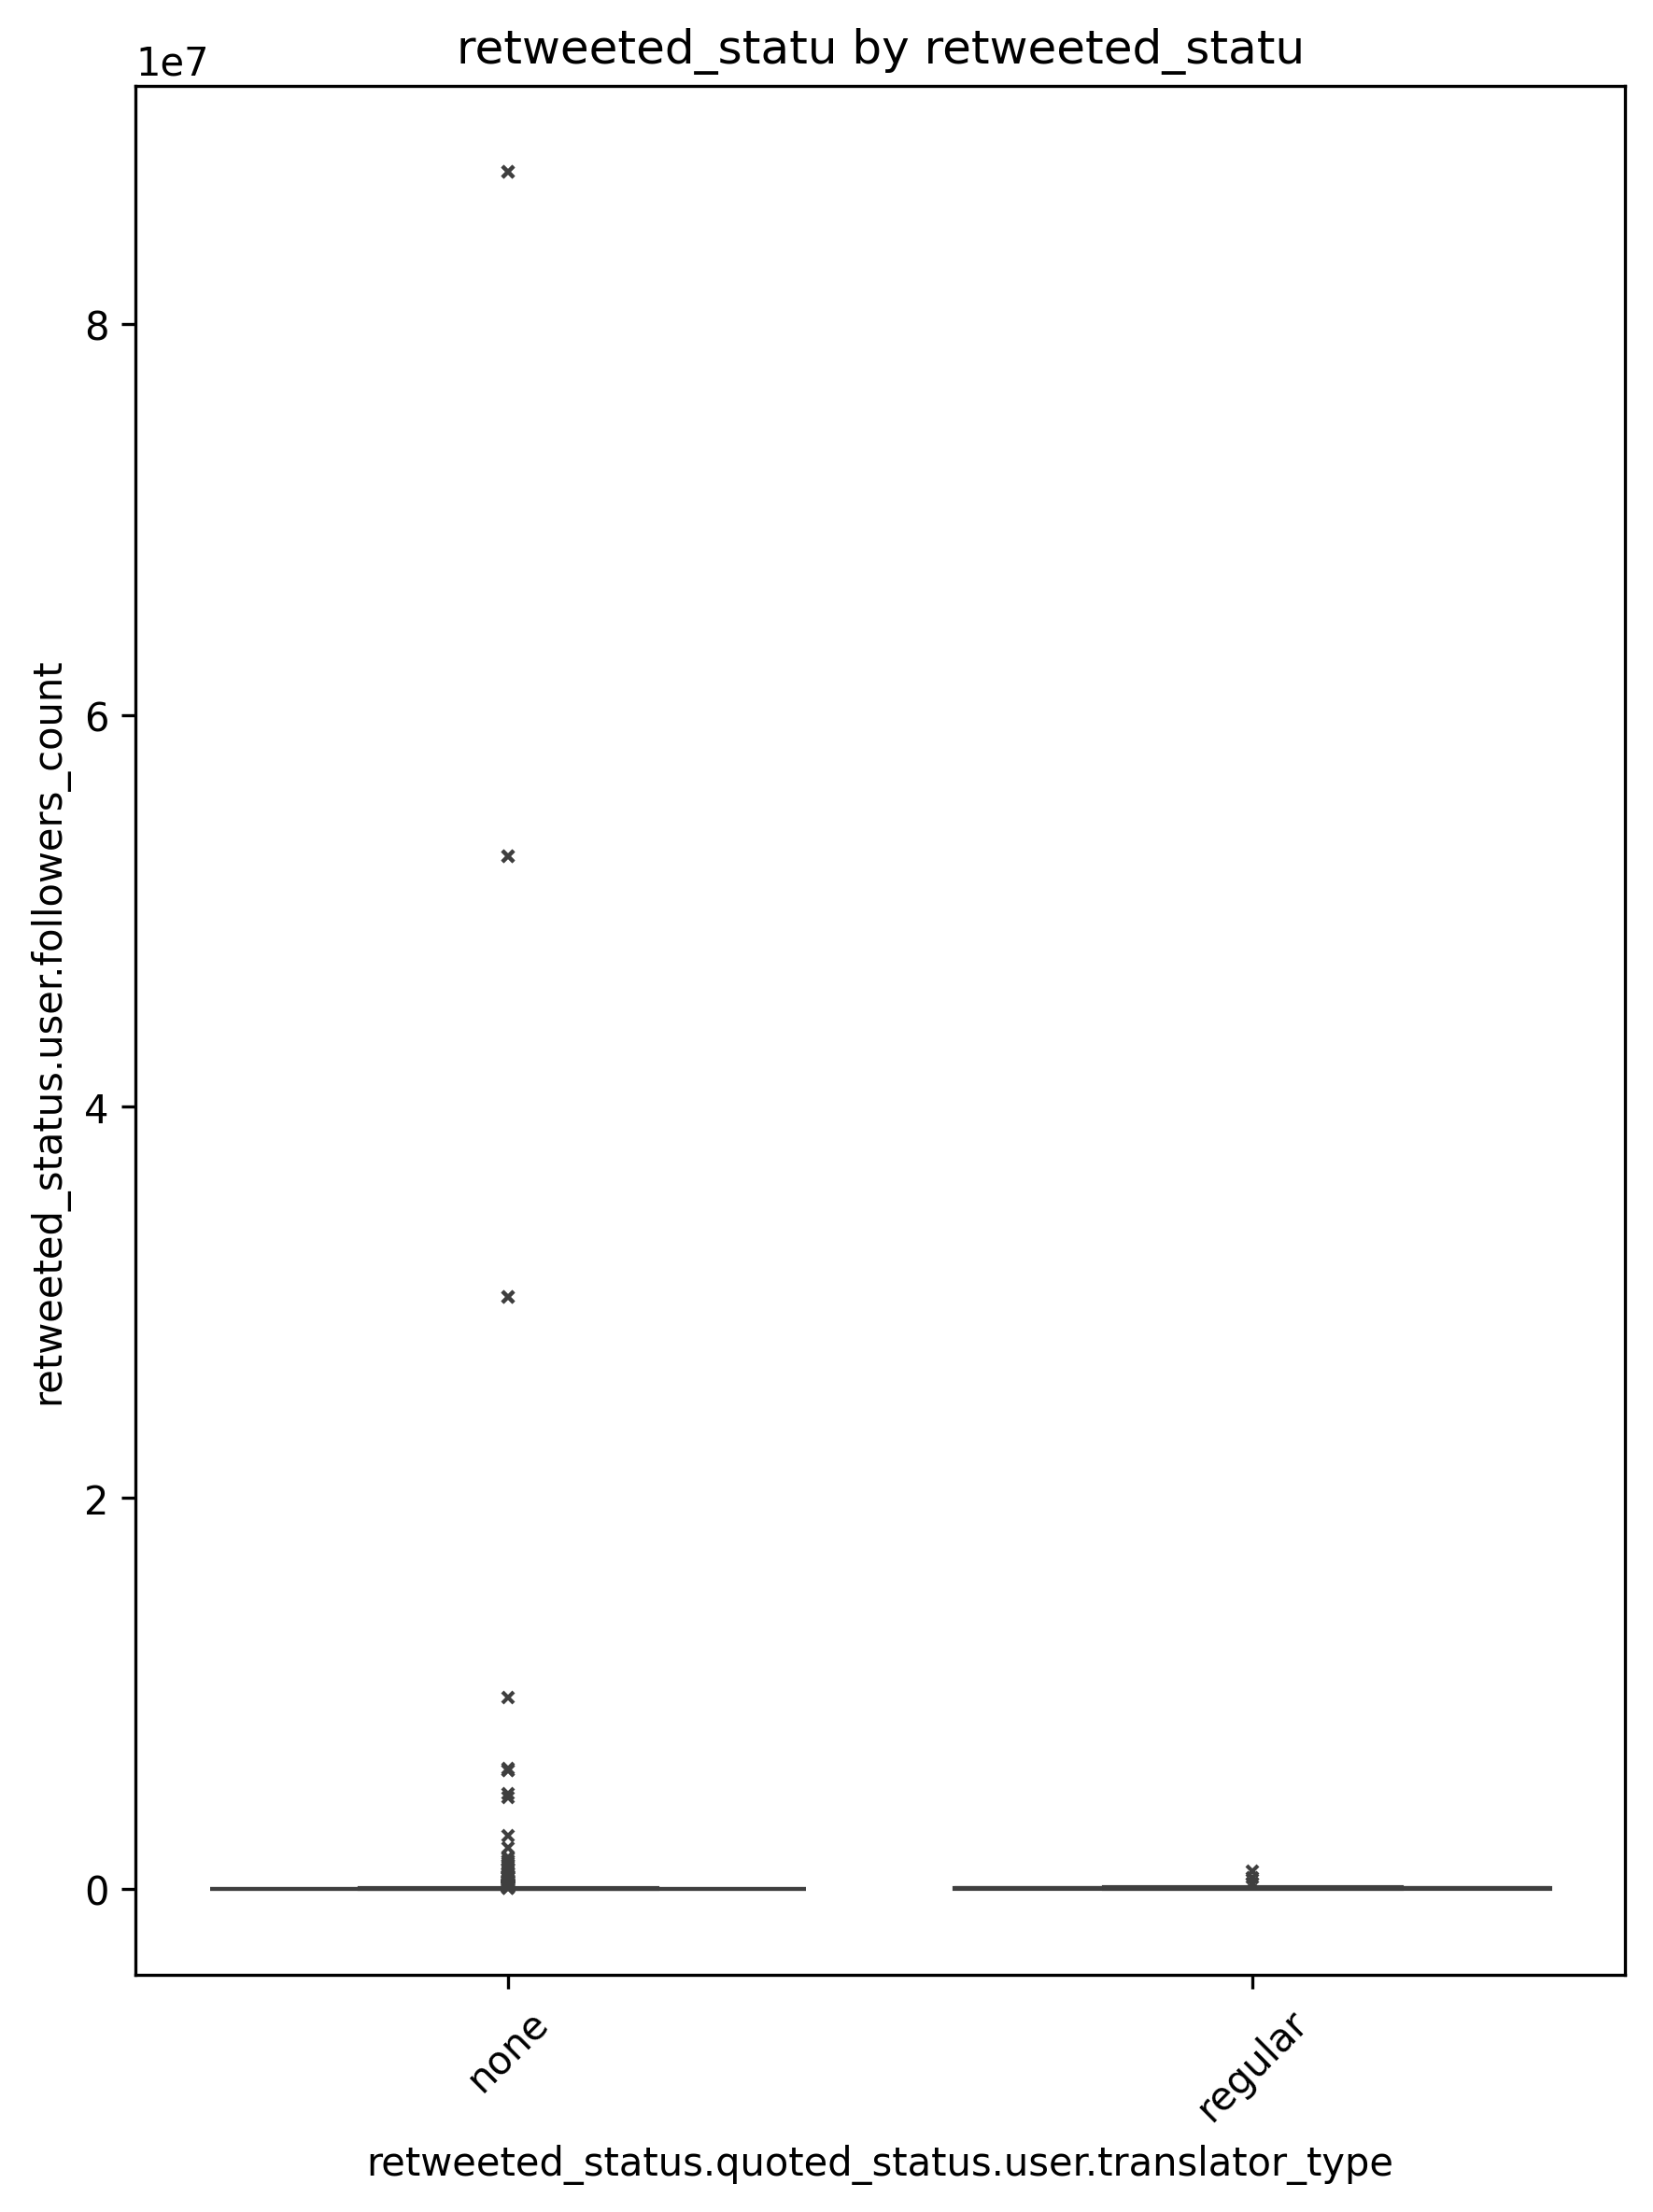 retweeted_statu by retweeted_statu
1e7
8
6
4
2
0
retweeted_status.user.followers_count
none
regular
retweeted_status.quoted_status.user.translator_type